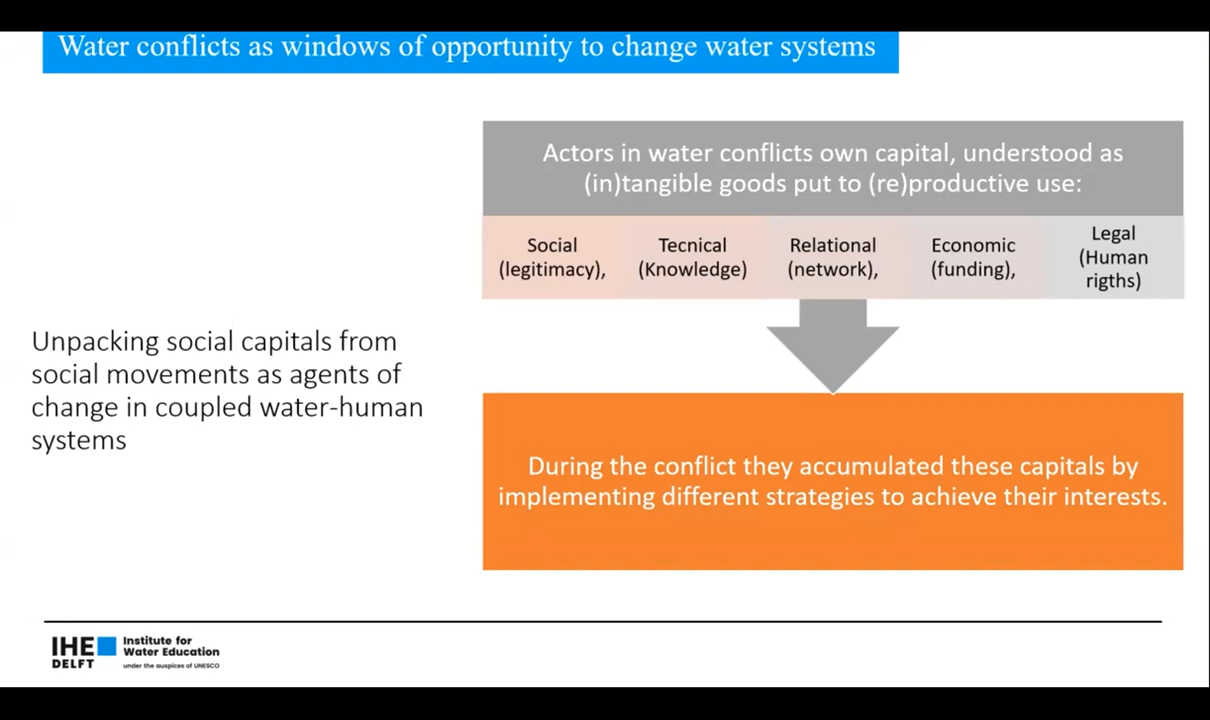 Water conflicts as windows of opportunity to change water systems
Actors in water conflicts own capital, understood as
(in)tangible goods put to (re)productive use:
Social
(legitimacy),
Tecnical
(Knowledge)
Relational
(network),
Economic
(funding),
Legal
(Human
rigths)
Unpacking social capitals from
social movements as agents of
change in coupled water-human
systems
During the conflict they accumulated these capitals by
implementing different strategies to achieve their interests.
IHE
DELFT
Institute for
Water Education
under the auspices of UNESCO